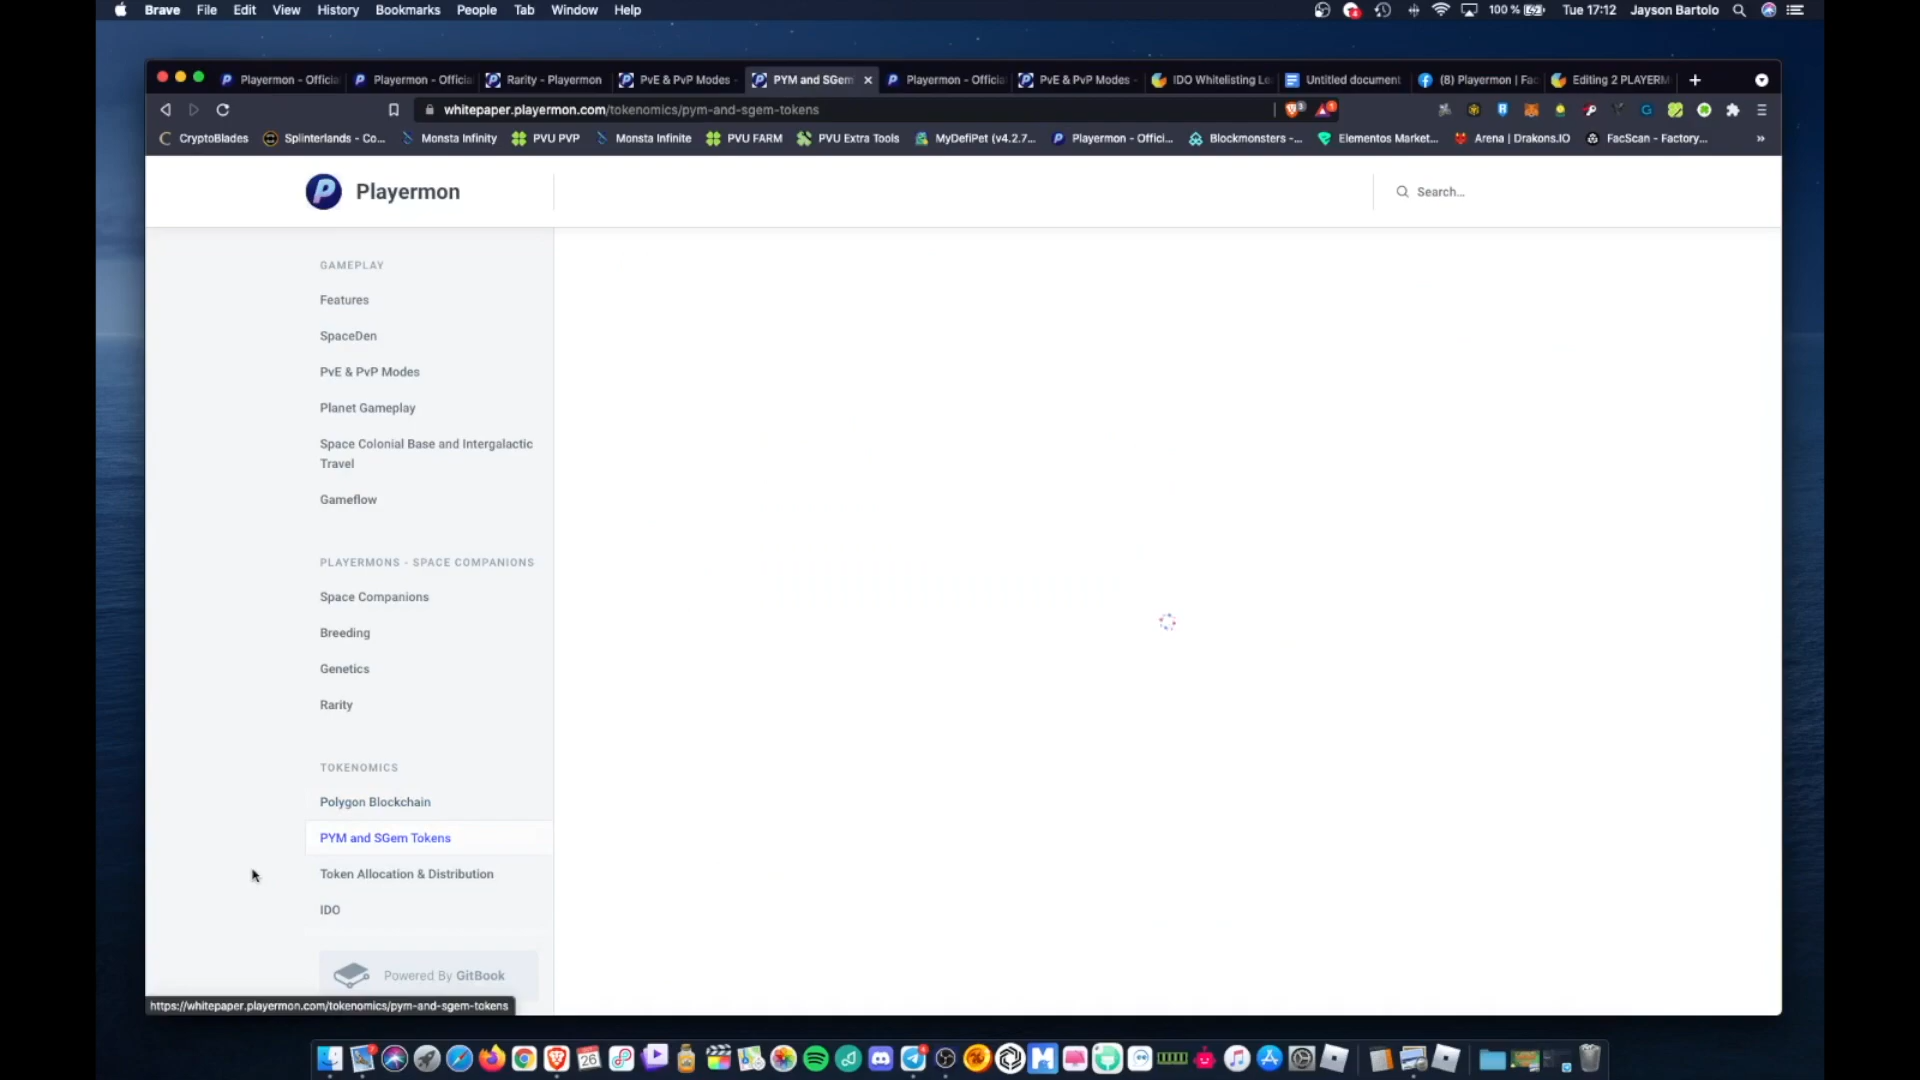 Brave File Edit View History Bookmarks People Tab Window Help
100 % Tue 17:12 Jayson Bartolo
Playermon - Officia
Playermon - Officia
Rarity - Playermon
PvE & PvP Modes -
PYM and SGem
Playermon - Officia
PvE & PvP Modes -
IDO Whitelisting Le
Untitled document
(8) Playermon | Fac
Editing 2 PLAYERM
whitepaper.playermon.com/tokenomics/pym-and-sgem-tokens
CryptoBlades
Splinterlands - Co...
Monsta Infinity
PVU PVP
Monsta Infinite
PVU FARM
PVU Extra Tools
MyDefiPet (v4.2.7...
Playermon - Offici...
Blockmonsters -...
Elementos Market...
Arena | Drakons.IO
FacScan - Factory...
»
Playermon
Search...
GAMEPLAY
Features
SpaceDen
PvE & PvP Modes
Planet Gameplay
Space Colonial Base and Intergalactic
Travel
Gameflow
PLAYERMONS - SPACE COMPANIONS
Space Companions
Breeding
Genetics
Rarity
TOKENOMICS
Polygon Blockchain
PYM and SGem Tokens
Token Allocation & Distribution
IDO
Powered By GitBook
https://whitepaper.playermon.com/tokenomics/pym-and-sgem-tokens
26